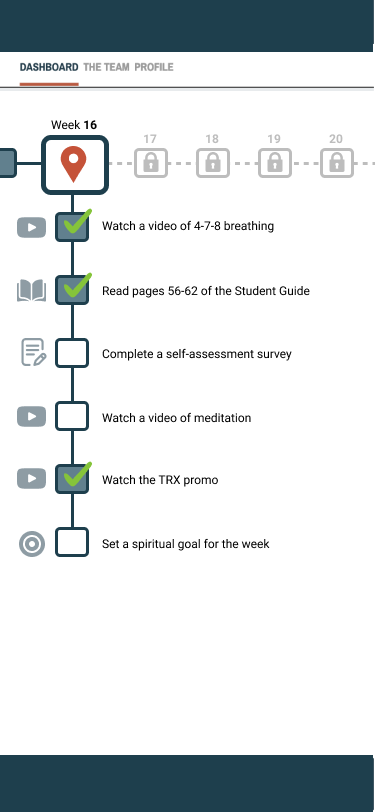 DASHBOARD THE TEAM PROFILE
Week 16
17 18 19 20
Watch a video of 4-7-8 breathing
Read pages 56-62 of the Student Guide
Complete a self-assessment survey
Watch a video of meditation
Watch the TRX promo
Set a spiritual goal for the week